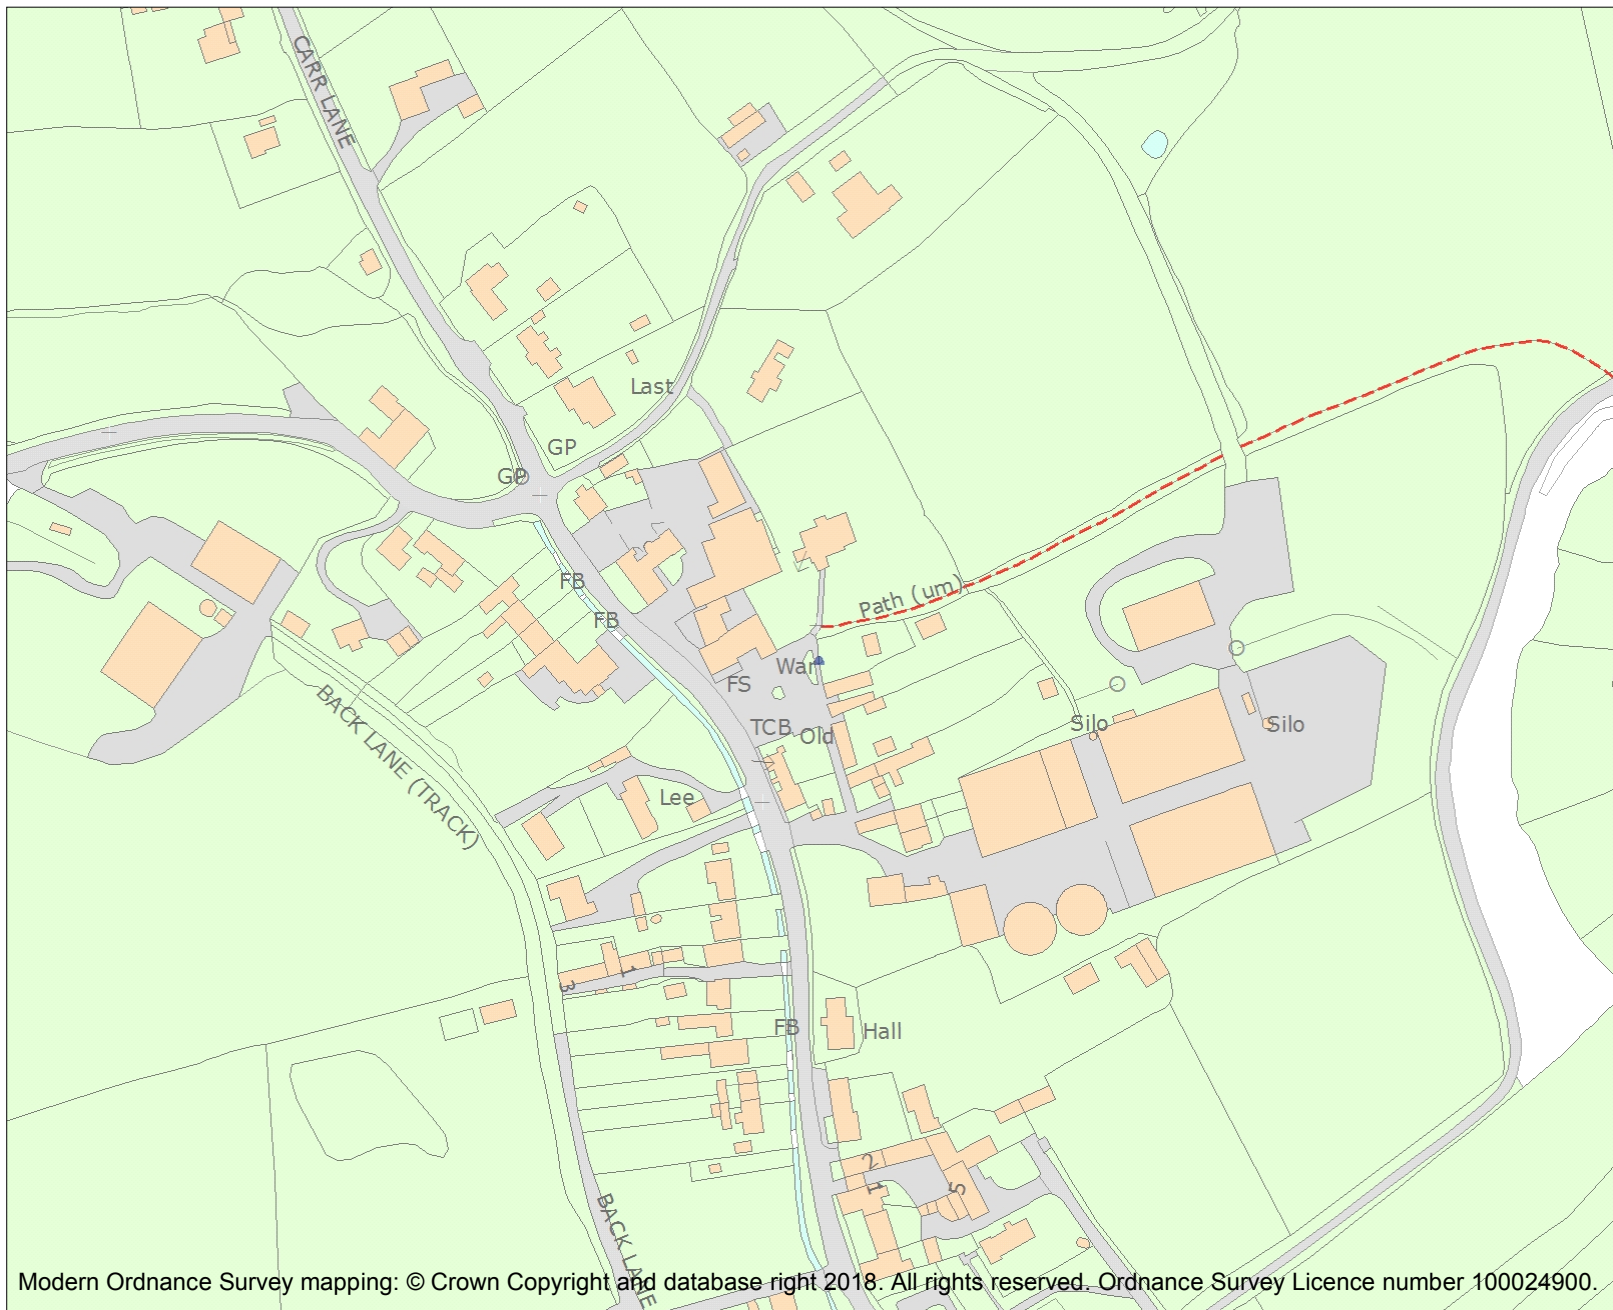 CARR LANE
Last
GP
GP
FB
FB
Path (um)
War
FS
TCB
Old
Silo
Silo
BACK LANE (TRACK)
Lee
1
3
FB
Hall
2
1
5
BACK LANE
Modern Ordnance Survey mapping: © Crown Copyright and database right 2018. All rights reserved. Ordnance Survey Licence number 100024900.